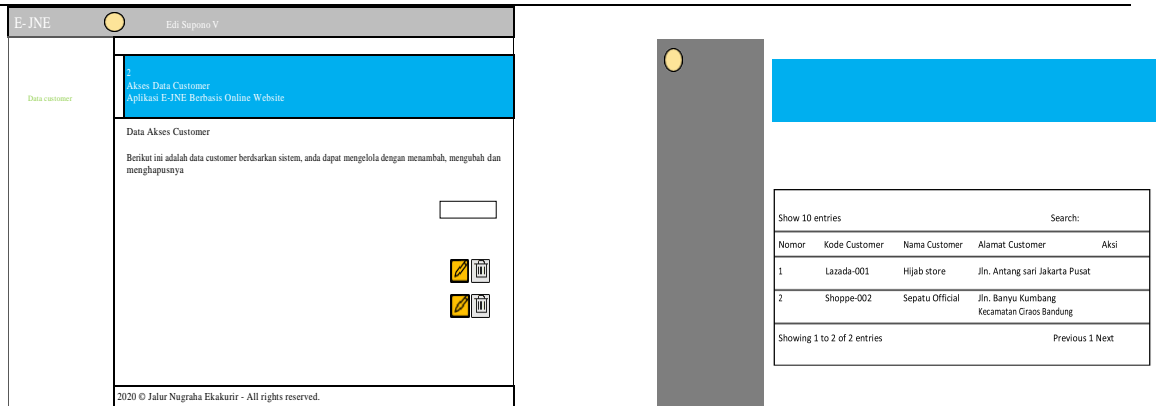 E- JNE
Edi Supono V
Data customer
2
Akses Data Customer
Aplikasi E-JNE Berbasis Online Website
Data Akses Customer
Berikut ini adalah data customer berdsarkan sistem, anda dapat mengelola dengan menambah, mengubah dan
menghapusnya
2020 © Jalur Nugraha Ekakurir - All rights reserved.
Show 10 entries Search:
Nomor Kode Customer Nama Customer Alamat Customer Aksi
1 Lazada-001 Hijab store Jln. Antang sari Jakarta Pusat
2 Shoppe-002 Sepatu Official Jln. Banyu Kumbang
Kecamatan Ciraos Bandung
Showing 1 to 2 of 2 entries Previous 1 Next